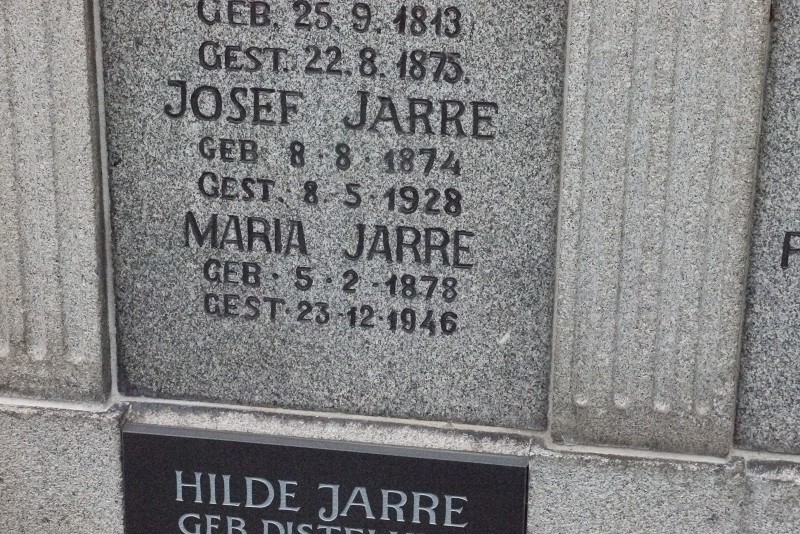 GEB. 25. 9. 1813
GEST. 22. 8. 1875.
JOSEF JARRE
GEB 8 · 8 · 1874
GEST. 8 · 5 · 1928
MARIA JARRE
GEB · 5 · 2 · 1878
GEST · 23 · 12 · 1946
HILDE JARRE
GEB